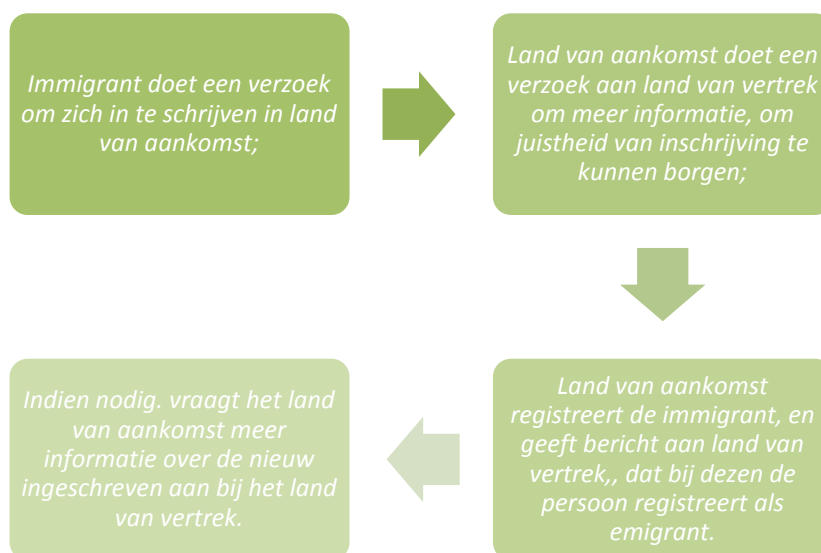 Immigrant doet een verzoek
om zich in te schrijven in land
van aankomst;
Land van aankomst doet een
verzoek aan land van vertrek
om meer informatie, om
juistheid van inschrijving te
kunnen borgen;
Land van aankomst
registreert de immigrant, en
geeft bericht aan land van
vertrek,, dat bij dezen de
persoon registreert als
emigrant.
Indien nodig. vraagt het land
van aankomst meer
informatie over de nieuw
ingeschreven aan bij het land
van vertrek.